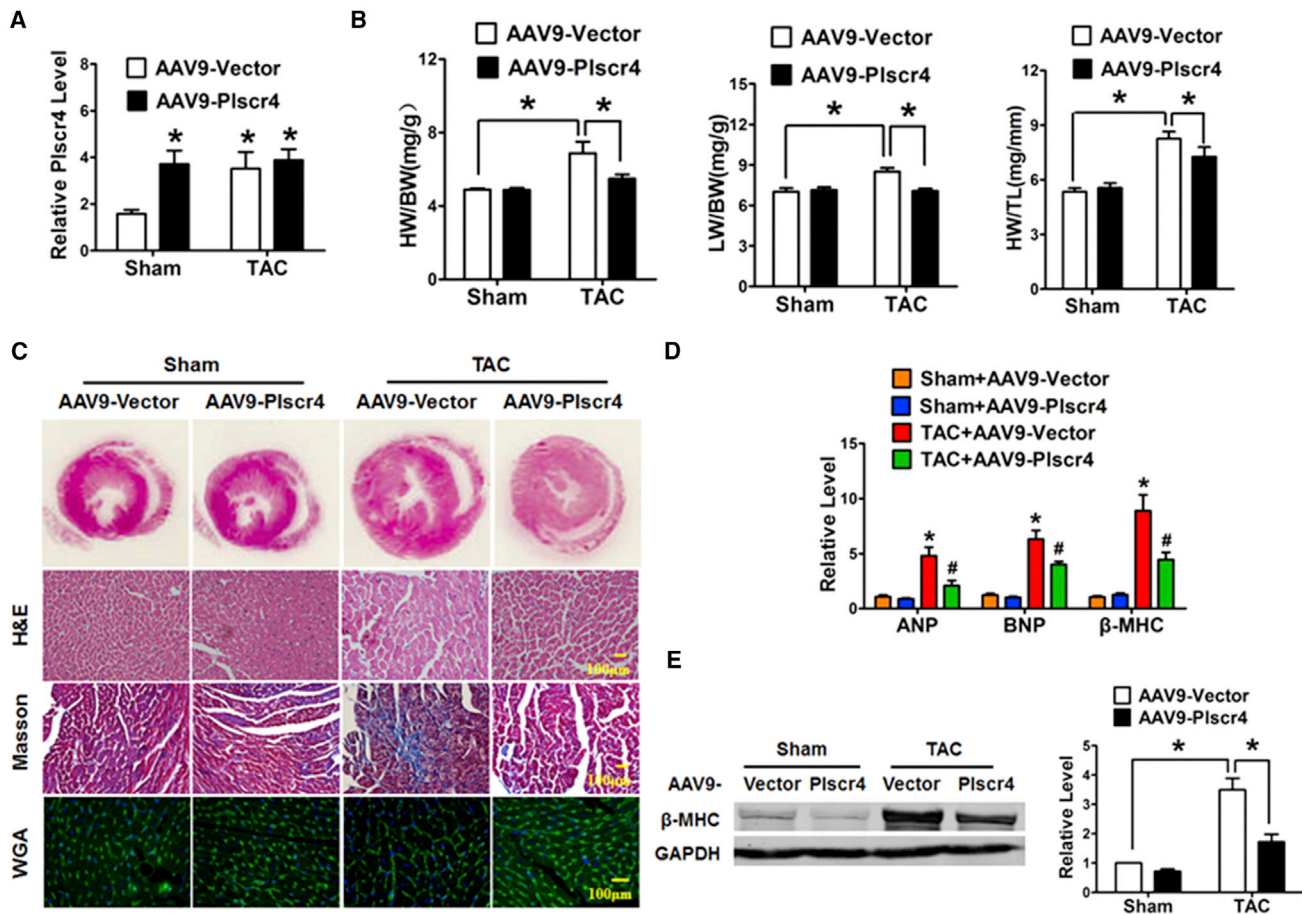 A
AAV9-Vector
AAV9-Plscr4
Relative Plscr4 Level
8
6
4
2
0
*
* *
Sham TAC
B
AAV9-Vector
AAV9-Plscr4
HW/BW(mg/g)
12
8
4
0
* *
Sham TAC
AAV9-Vector
AAV9-Plscr4
LW/BW(mg/g)
15
12
9
6
3
0
* *
Sham TAC
AAV9-Vector
AAV9-Plscr4
HW/TL(mg/mm)
12
9
6
3
0
* *
Sham TAC
C
Sham TAC
AAV9-Vector AAV9-Plscr4 AAV9-Vector AAV9-Plscr4
H&E
100μm
Masson
100μm
WGA
100μm
D
Sham+AAV9-Vector
Sham+AAV9-Plscr4
TAC+AAV9-Vector
TAC+AAV9-Plscr4
Relative Level
15
10
5
0
* # * # * #
ANP BNP β-MHC
E
Sham TAC
AAV9- Vector Plscr4 Vector Plscr4
β-MHC
GAPDH
AAV9-Vector
AAV9-Plscr4
Relative Level
5
4
3
2
1
0
* *
Sham TAC